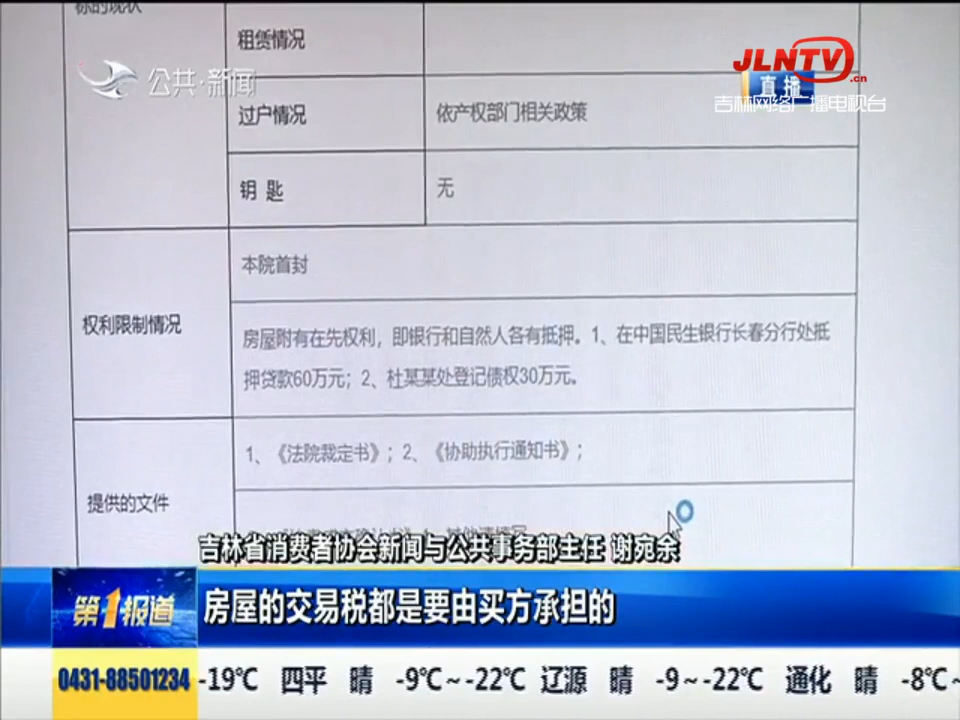 标的现状
租赁情况
公共·新闻
JLNTV.cn
直播
吉林网络广播电视台
过户情况
依产权部门相关政策
钥 匙
无
本院首封
权利限制情况
房屋附有在先权利，即银行和自然人各有抵押。1、在中国民生银行长春分行处抵
押贷款60万元；2、杜某某处登记债权30万元。
1、《法院裁定书》；2、《协助执行通知书》；
提供的文件
吉林省消费者协会新闻与公共事务部主任 谢宛余
第1报道
房屋的交易税都是要由买方承担的
0431-88501234
-19℃ 四平 晴 -9℃~-22℃ 辽源 晴 -9~-22℃ 通化 晴 -8℃~